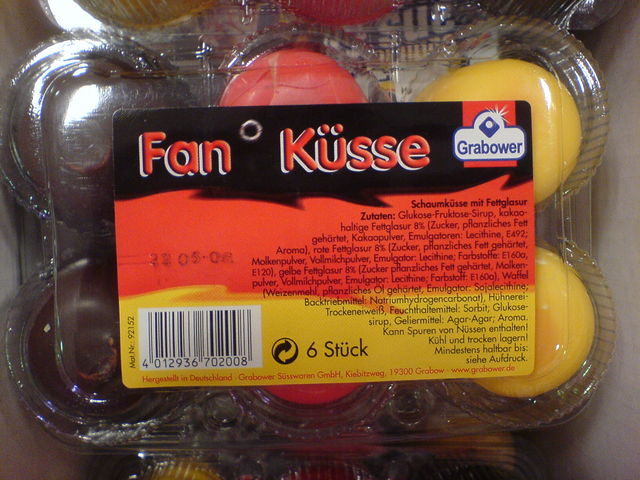 Fan Küsse
Grabower
Schaumküsse mit Fettglasur
Zutaten: Glukose-Fruktose-Sirup, kakao-
haltige Fettglasur 8% (Zucker, pflanzliches Fett
gehärtet, Kakaopulver, Emulgatoren: Lecithine, E492;
Aroma), rote Fettglasur 8% (Zucker pflanzliches Fett gehärtet,
Molkenpulver, Vollmilchpulver, Emulgator: Lecithine; Farbstoffe: E160a,
E120), gelbe Fettglasur 8% (Zucker pflanzliches Fett gehärtet, Molken-
pulver, Vollmilchpulver, Emulgator: Lecithine; Farbstoff: E160a), Waffel
(Weizenmehl, pflanzliches Öl gehärtet, Emulgator: Sojalecithine,
Backtriebmittel: Natriumhydrogencarbonat), Hühnerei-
Trockeneiweiß, Feuchthaltemittel: Sorbit; Glukose-
sirup, Geliermittel: Agar-Agar; Aroma.
Kann Spuren von Nüssen enthalten!
Kühl und trocken lagern!
Mindestens haltbar bis:
siehe Aufdruck.
22 05-06
Mat.Nr. 92152
4 012936 702008
6 Stück
Hergestellt in Deutschland · Grabower Süsswaren GmbH, Kiebitzweg, 19300 Grabow · www.grabower.de